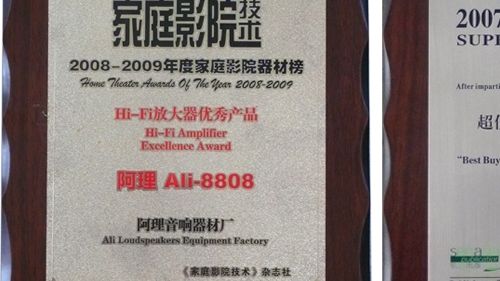 家庭影院技术
2008-2009年度家庭影院器材榜
Home Theater Awards Of The Year 2008-2009
Hi-Fi放大器优秀产品
Hi-Fi Amplifier
Excellence Award
阿理 Ali-8808
阿理音响器材厂
Ali Loudspeakers Equipment Factory
《家庭影院技术》杂志社
2007
SUPE
After imparti
超值
"Best Buy